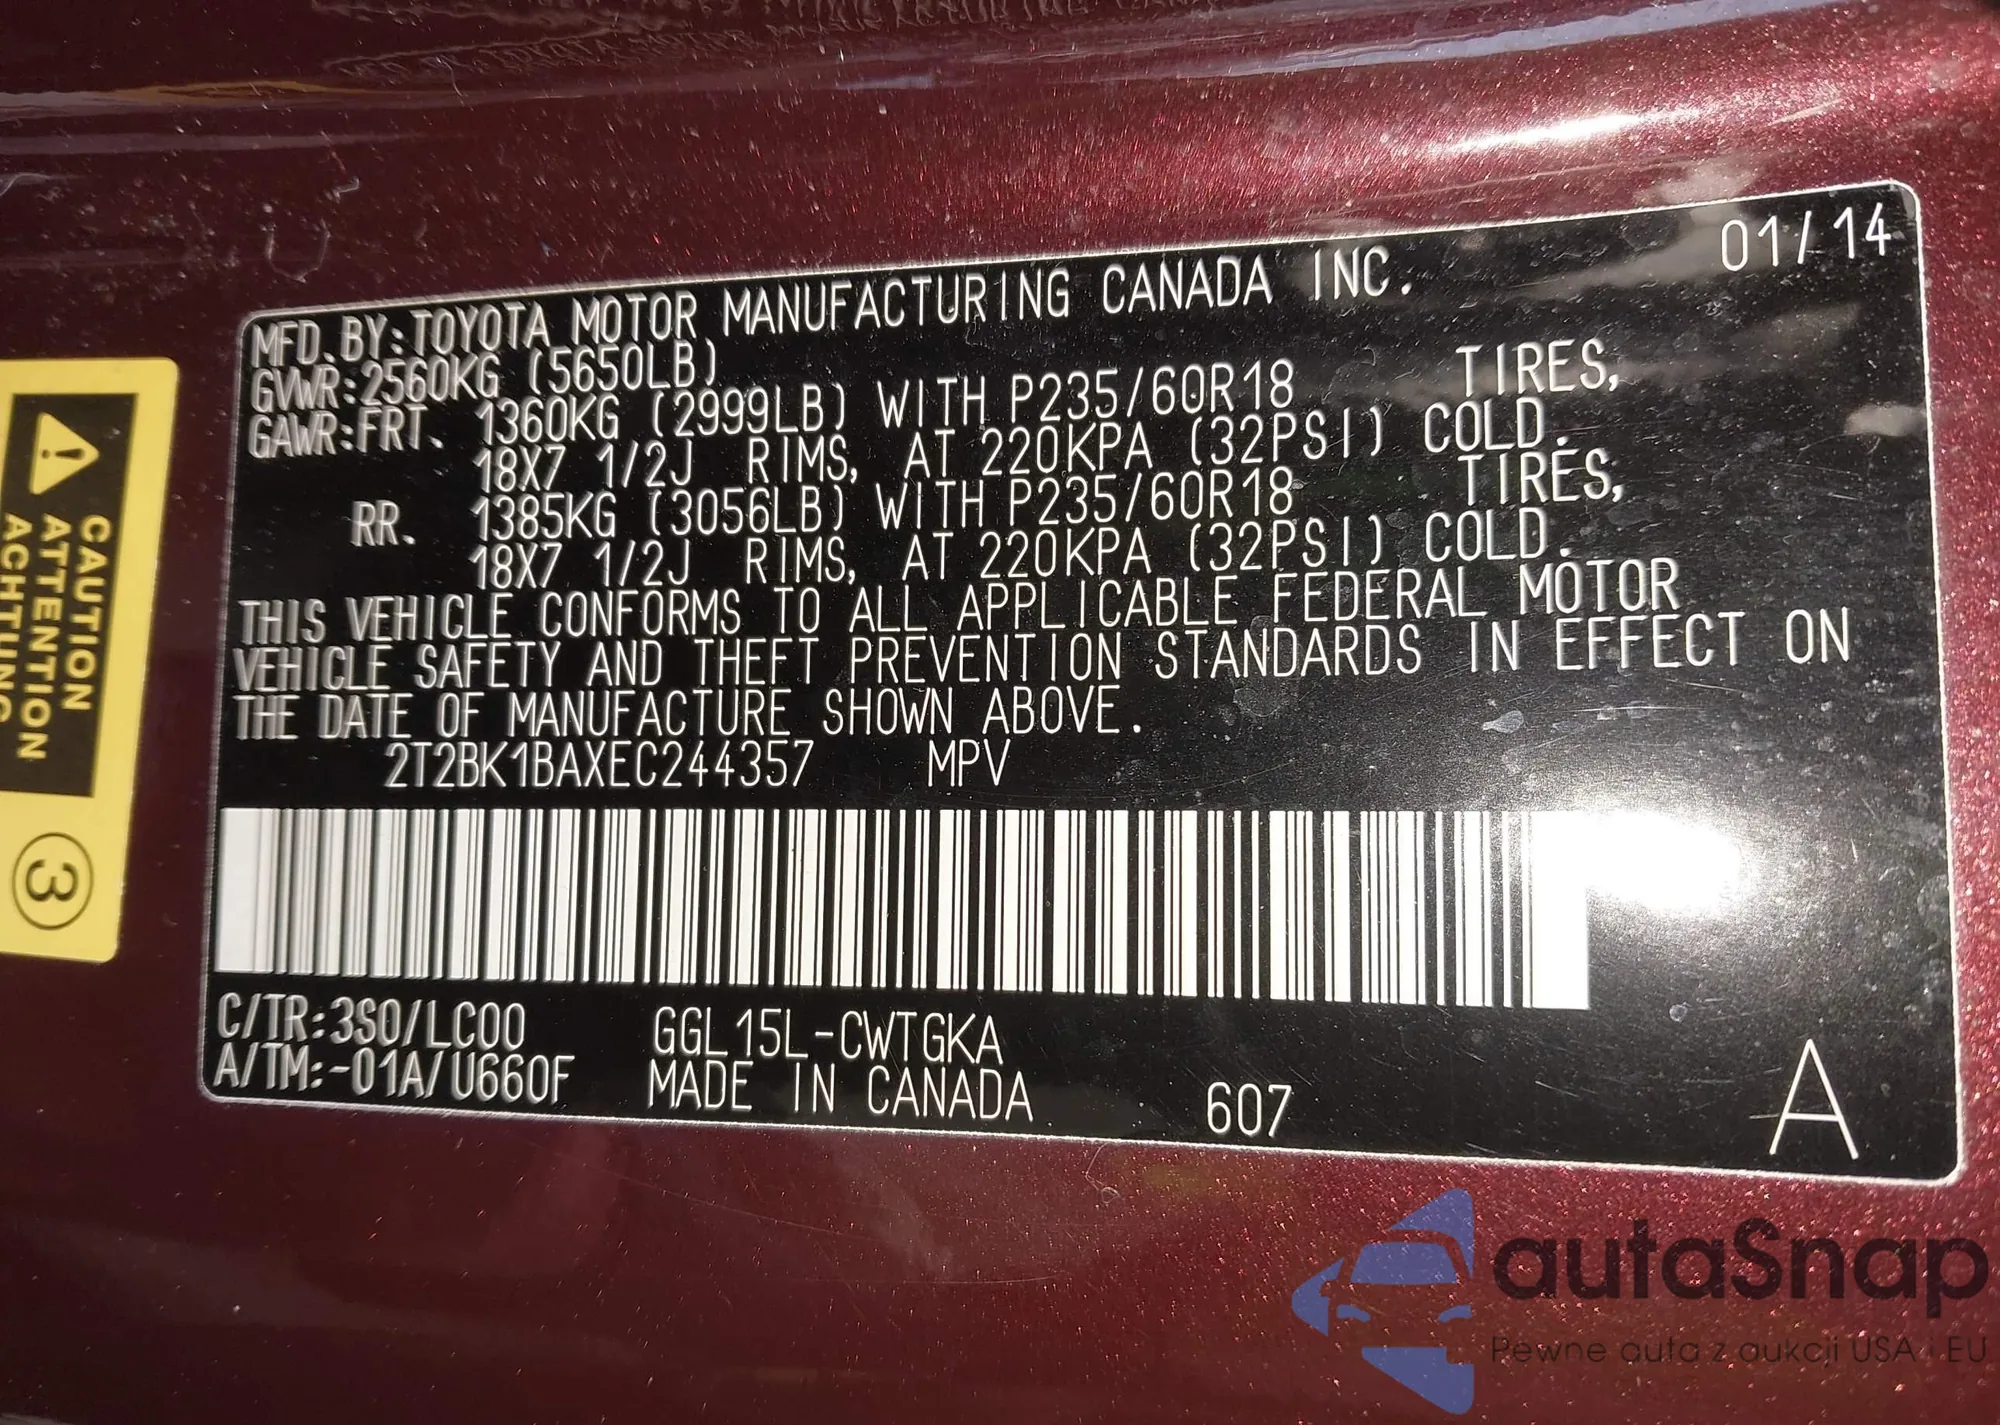 01/14
MFD.BY:TOYOTA MOTOR MANUFACTURING CANADA INC.
GVWR:2560KG (5650LB)
GAWR:FRT. 1360KG (2999LB) WITH P235/60R18 TIRES,
18X7 1/2J RIMS, AT 220KPA (32PSI) COLD.
RR. 1385KG (3056LB) WITH P235/60R18 TIRES,
18X7 1/2J RIMS, AT 220KPA (32PSI) COLD.
THIS VEHICLE CONFORMS TO ALL APPLICABLE FEDERAL MOTOR
VEHICLE SAFETY AND THEFT PREVENTION STANDARDS IN EFFECT ON
THE DATE OF MANUFACTURE SHOWN ABOVE.
2T2BK1BAXEC244357 MPV
C/TR:3S0/LC00 GGL15L-CWTGKA
A/TM:-01A/U660F MADE IN CANADA 607 A
CAUTION
ATTENTION
ACHTUNG
3
autaSnap
Pewne auta z aukcji USA i EU